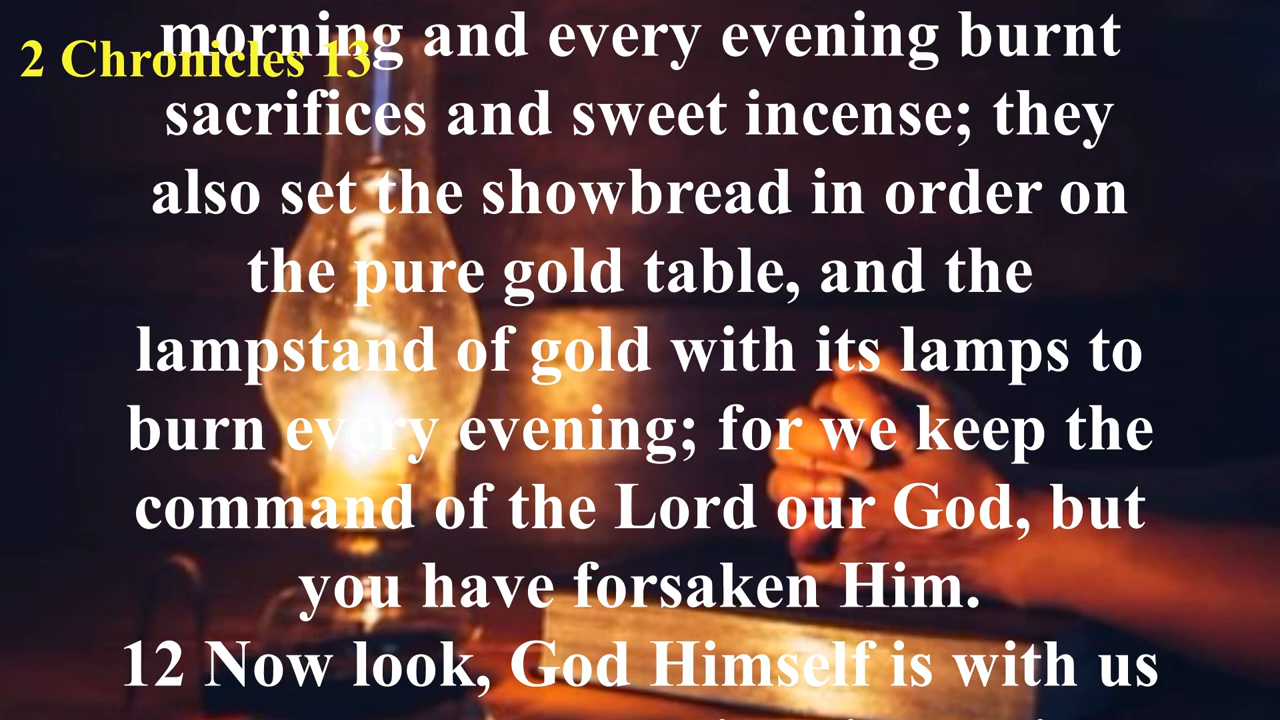 2 Chronicles 13
morning and every evening burnt
sacrifices and sweet incense; they
also set the showbread in order on
the pure gold table, and the
lampstand of gold with its lamps to
burn every evening; for we keep the
command of the Lord our God, but
you have forsaken Him.
12 Now look, God Himself is with us